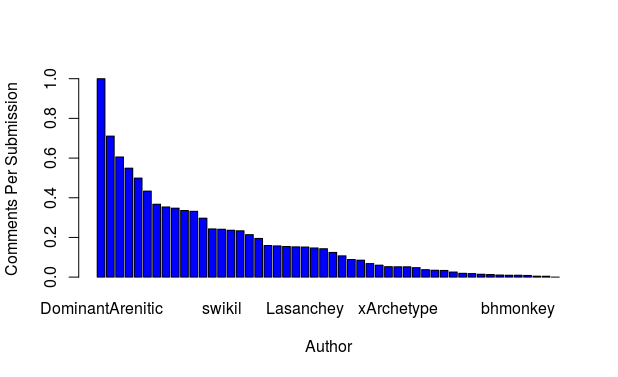 Comments Per Submission
1.0
0.8
0.6
0.4
0.2
0.0
DominantArenitic swikil Lasanchey xArchetype bhmonkey
Author